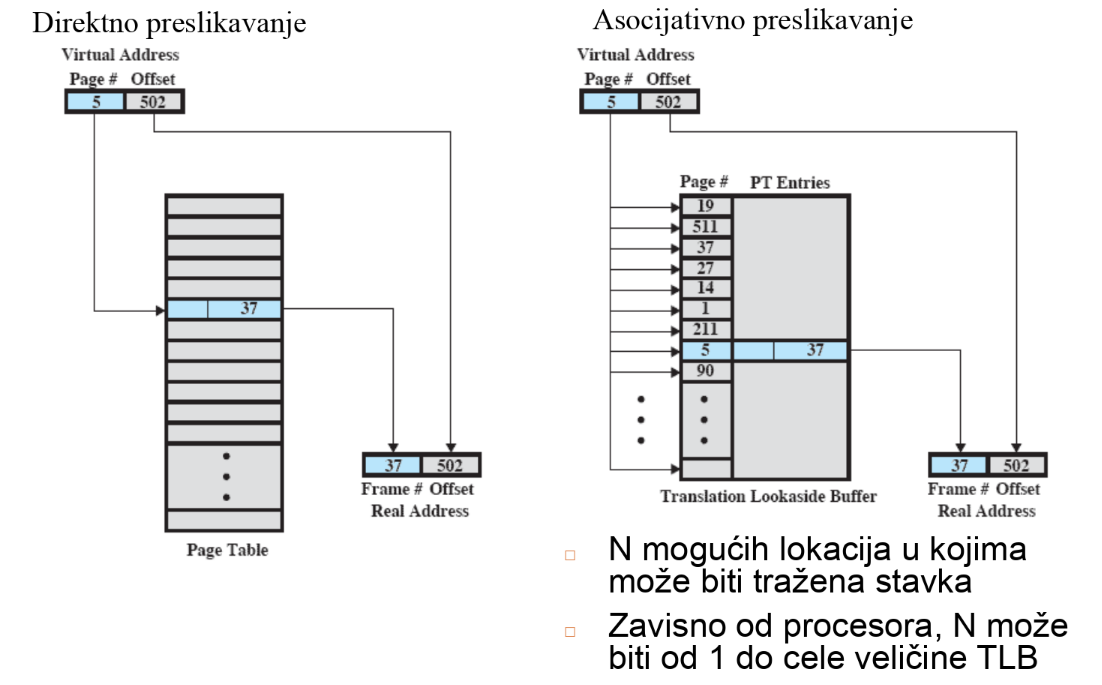 Direktno preslikavanje
Virtual Address
Page # Offset
5 502
37
37 502
Frame # Offset
Real Address
Page Table
Asocijativno preslikavanje
Virtual Address
Page # Offset
5 502
Page # PT Entries
19
511
37
27
14
1
211
5 37
90
37 502
Frame # Offset
Real Address
Translation Lookaside Buffer
N mogućih lokacija u kojima
može biti tražena stavka
Zavisno od procesora, N može
biti od 1 do cele veličine TLB